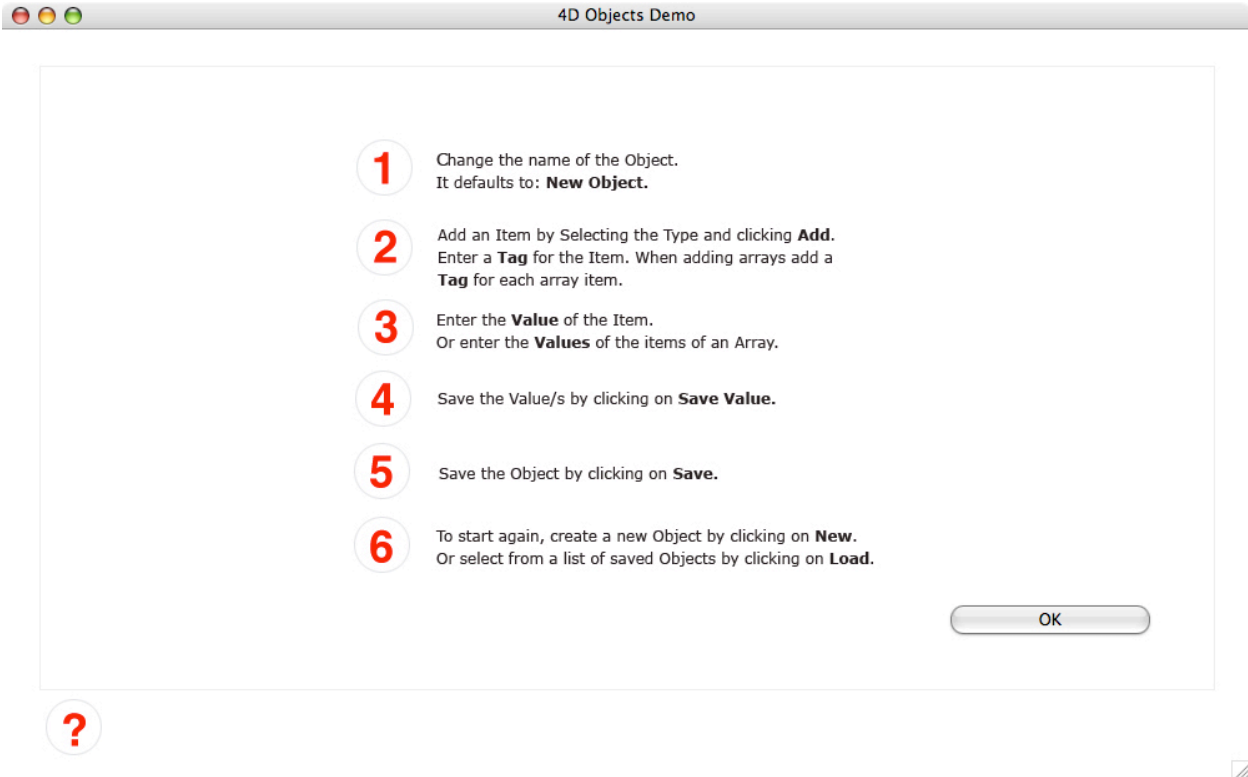 4D Objects Demo
1
Change the name of the Object.
It defaults to: New Object.
2
Add an Item by Selecting the Type and clicking Add.
Enter a Tag for the Item. When adding arrays add a
Tag for each array item.
3
Enter the Value of the Item.
Or enter the Values of the items of an Array.
4
Save the Value/s by clicking on Save Value.
5
Save the Object by clicking on Save.
6
To start again, create a new Object by clicking on New.
Or select from a list of saved Objects by clicking on Load.
OK
?